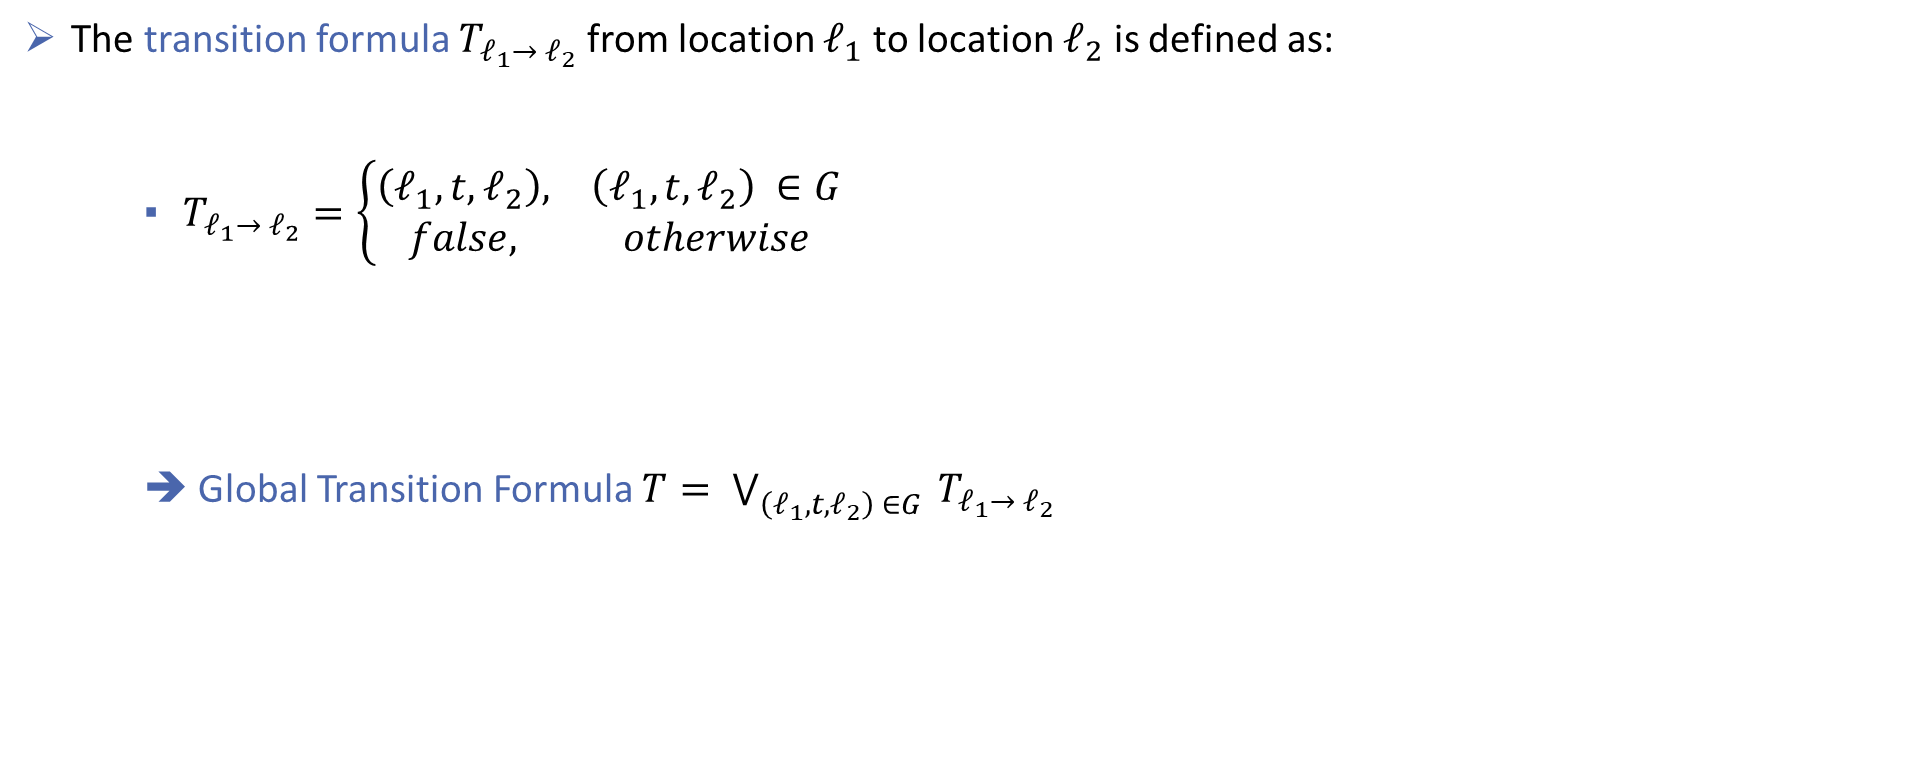 ➢ The transition formula T_{ℓ₁→ ℓ₂} from location ℓ₁ to location ℓ₂ is defined as:
▪ T_{ℓ₁→ ℓ₂} = { (ℓ₁, t, ℓ₂), (ℓ₁, t, ℓ₂) ∈ G
false, otherwise
➔ Global Transition Formula T = ⋁_{(ℓ₁,t,ℓ₂) ∈G} T_{ℓ₁→ ℓ₂}